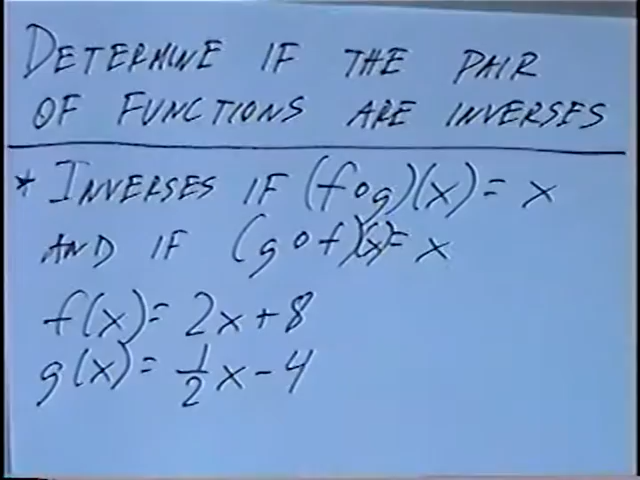 DETERMINE IF THE PAIR
OF FUNCTIONS ARE INVERSES
* INVERSES IF (f∘g)(x) = x
AND IF (g∘f)(x) = x
f(x) = 2x + 8
g(x) = 1/2 x - 4